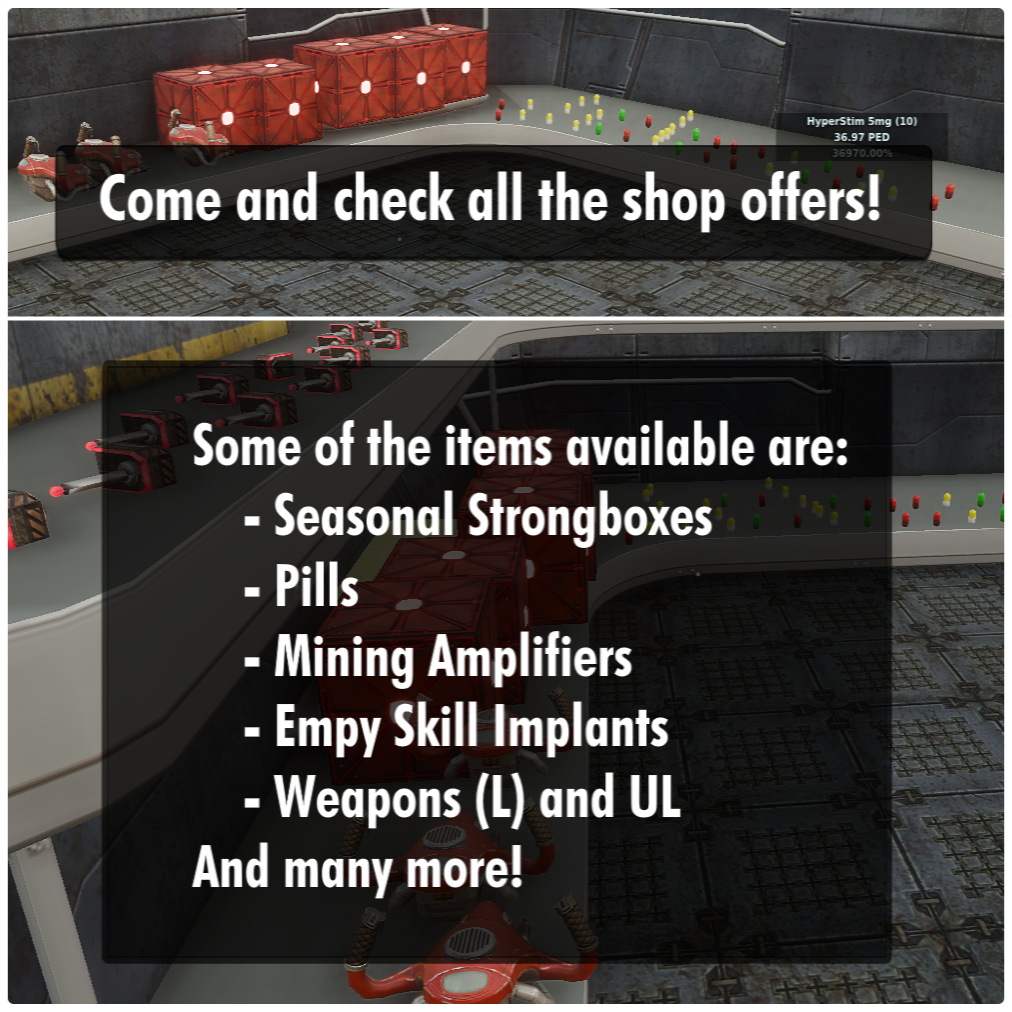 HyperStim 5mg (10)
36.97 PED
36970.00%
Come and check all the shop offers!
Some of the items available are:
- Seasonal Strongboxes
- Pills
- Mining Amplifiers
- Empy Skill Implants
- Weapons (L) and UL
And many more!